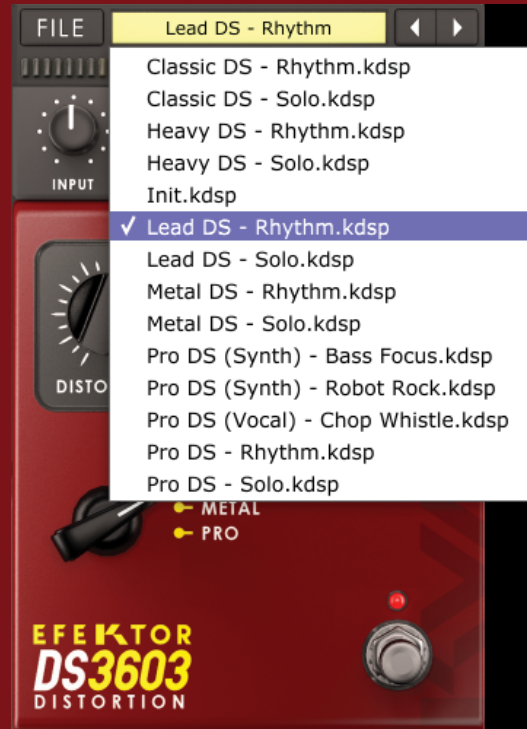 FILE Lead DS - Rhythm
Classic DS - Rhythm.kdsp
Classic DS - Solo.kdsp
Heavy DS - Rhythm.kdsp
Heavy DS - Solo.kdsp
INPUT
Init.kdsp
Lead DS - Rhythm.kdsp
Lead DS - Solo.kdsp
Metal DS - Rhythm.kdsp
Metal DS - Solo.kdsp
Pro DS (Synth) - Bass Focus.kdsp
DISTO
Pro DS (Synth) - Robot Rock.kdsp
Pro DS (Vocal) - Chop Whistle.kdsp
Pro DS - Rhythm.kdsp
Pro DS - Solo.kdsp
METAL
PRO
EFEKTOR
DS3603
DISTORTION